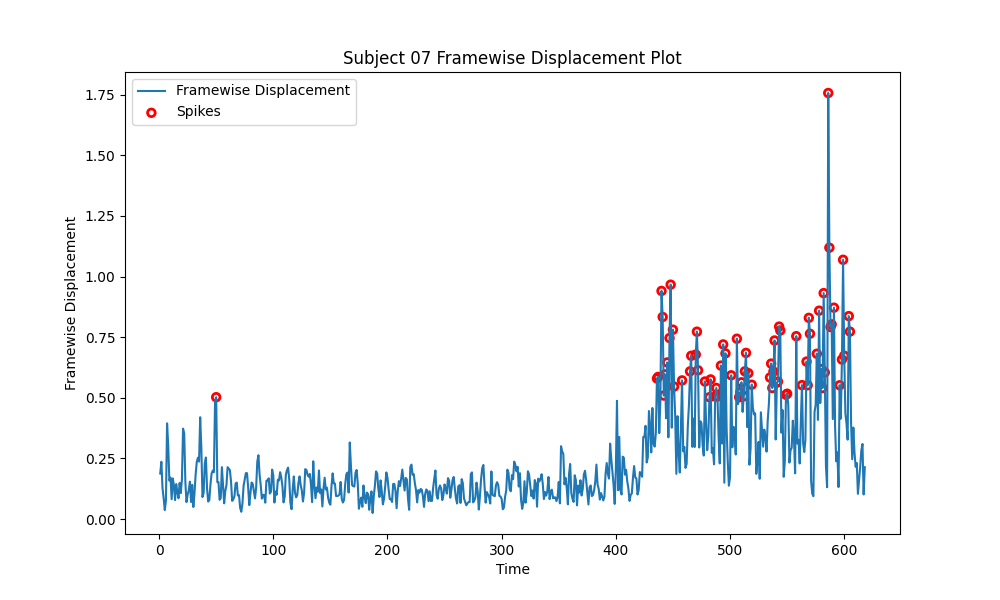 Subject 07 Framewise Displacement Plot
Framewise Displacement
Spikes
1.75
1.50
1.25
1.00
0.75
0.50
0.25
0.00
Framewise Displacement
0 100 200 300 400 500 600
Time